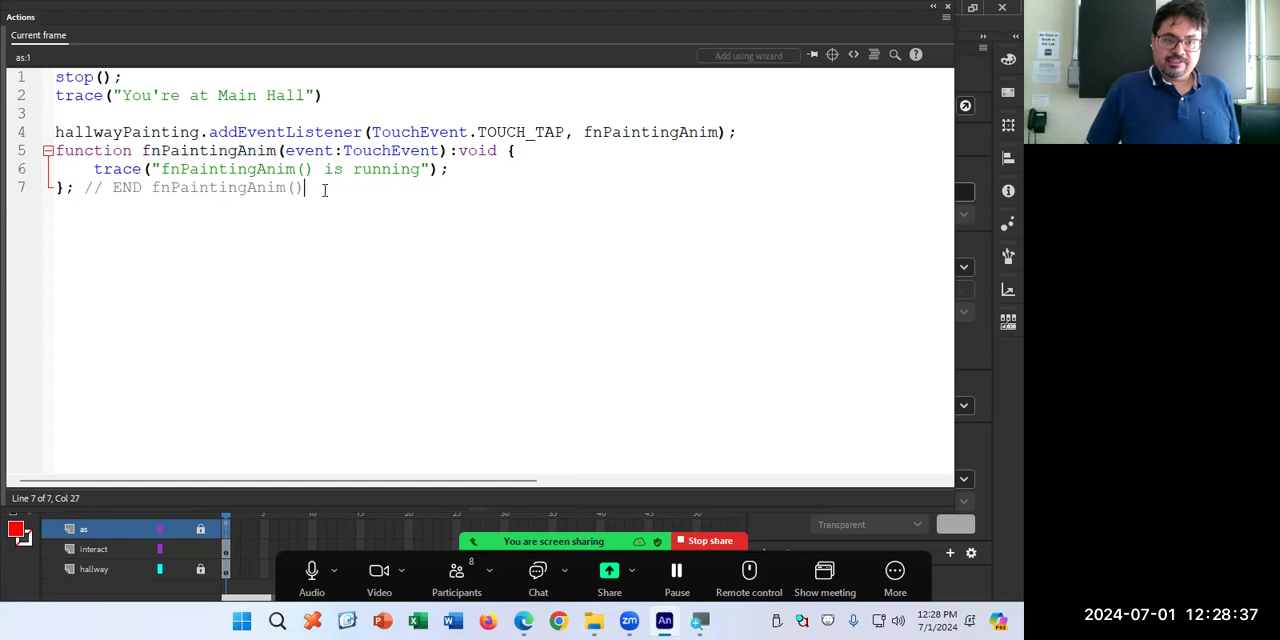 Actions
Current frame
as:1
Add using wizard
1 stop();
2 trace("You're at Main Hall")
3
4 hallwayPainting.addEventListener(TouchEvent.TOUCH_TAP, fnPaintingAnim);
5 function fnPaintingAnim(event:TouchEvent):void {
6 trace("fnPaintingAnim() is running");
7 }; // END fnPaintingAnim()
Line 7 of 7, Col 27
as
interact
hallway
Transparent
You are screen sharing
Stop share
8
Audio
Video
Participants
Chat
Share
Pause
Remote control
Show meeting
More
12:28 PM
7/1/2024
2024-07-01 12:28:37